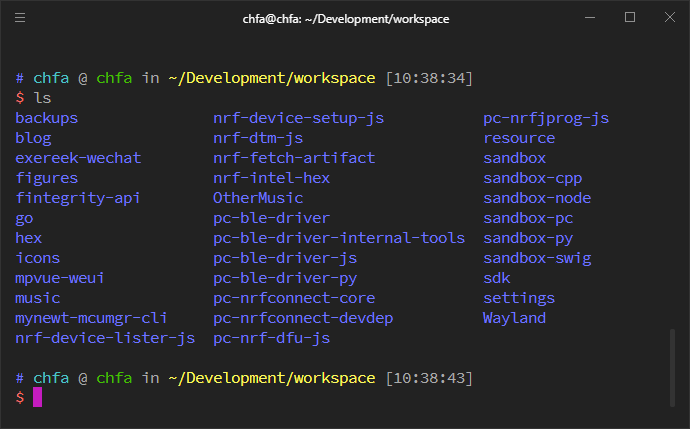 chfa@chfa: ~/Development/workspace
# chfa @ chfa in ~/Development/workspace [10:38:34]
$ ls
backups nrf-device-setup-js pc-nrfjprog-js
blog nrf-dtm-js resource
exereek-wechat nrf-fetch-artifact sandbox
figures nrf-intel-hex sandbox-cpp
fintegrity-api OtherMusic sandbox-node
go pc-ble-driver sandbox-pc
hex pc-ble-driver-internal-tools sandbox-py
icons pc-ble-driver-js sandbox-swig
mpvue-weui pc-ble-driver-py sdk
music pc-nrfconnect-core settings
mynewt-mcumgr-cli pc-nrfconnect-devdep Wayland
nrf-device-lister-js pc-nrf-dfu-js
# chfa @ chfa in ~/Development/workspace [10:38:43]
$